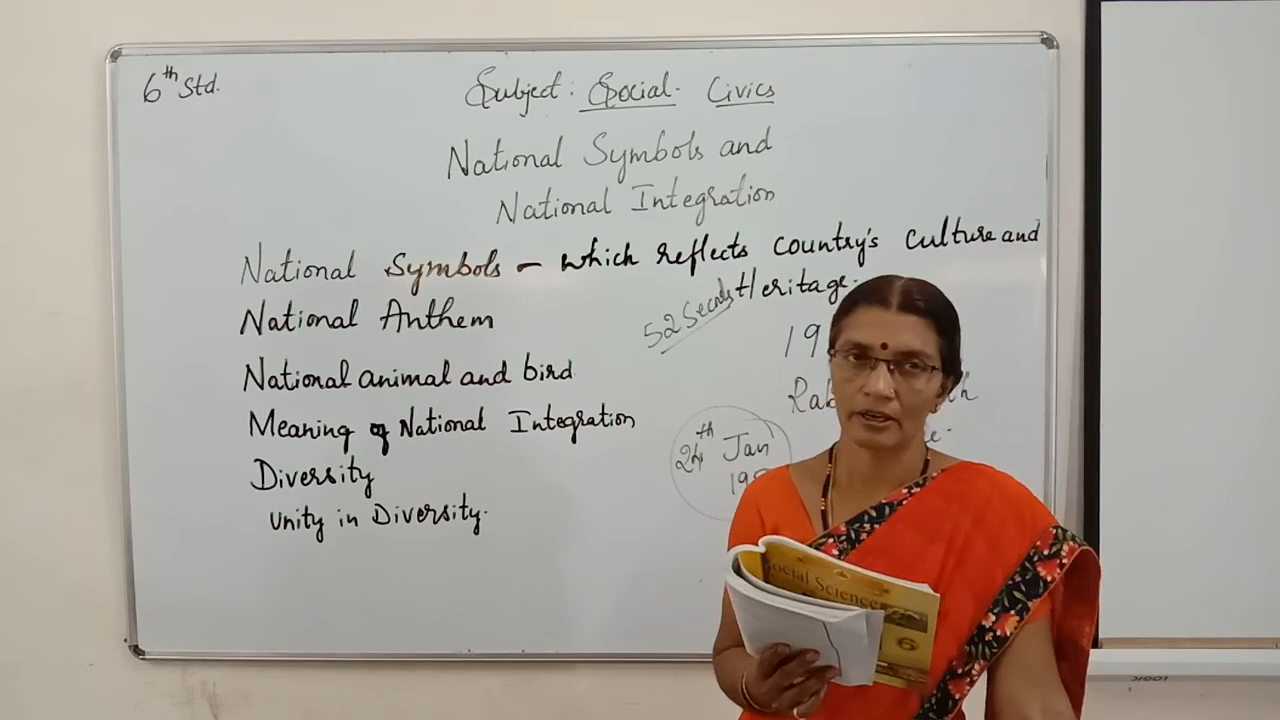 6th Std.
Subject: Social. Civics
National Symbols and
National Integration
National Symbols - which reflects country's culture and
Heritage.
52 Seconds
National Anthem
National animal and bird
Meaning of National Integration
24th Jan
Diversity
Unity in Diversity.
Social Science
6
LOGIC